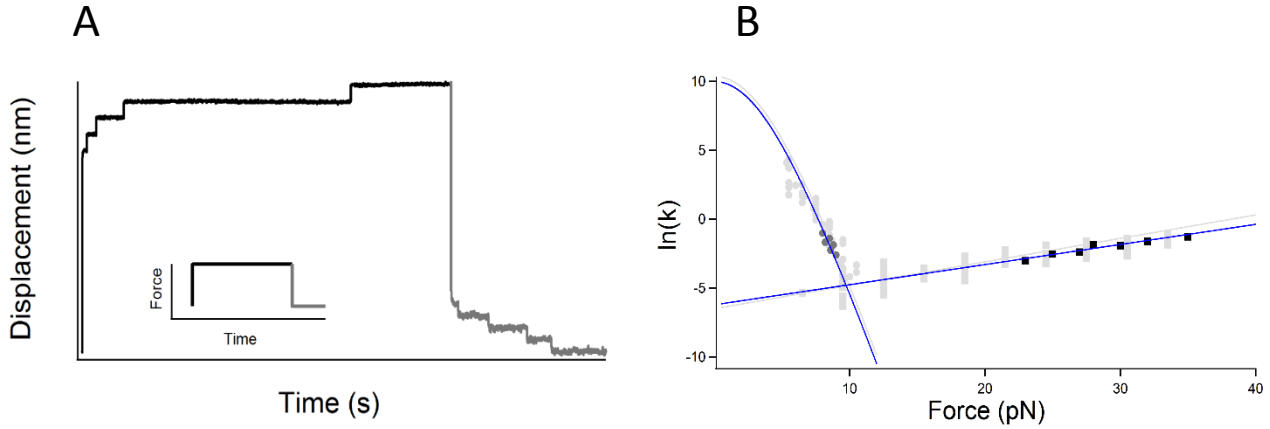 A
Displacement (nm)
Force
Time
Time (s)
B
ln(k)
10
5
0
-5
-10
10
20
30
40
Force (pN)